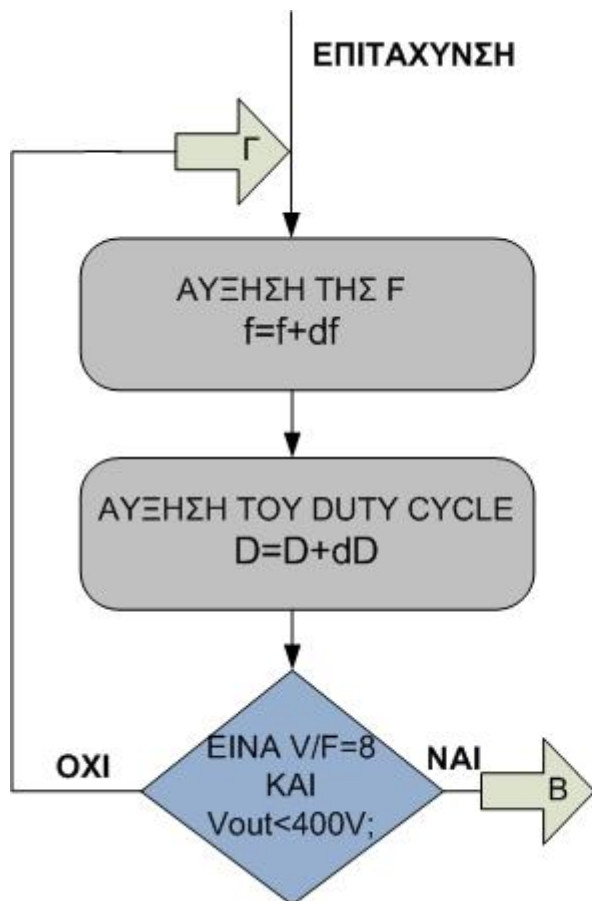 ΕΠΙΤΑΧΥΝΣΗ
Γ
ΑΥΞΗΣΗ ΤΗΣ F
f=f+df
ΑΥΞΗΣΗ ΤΟΥ DUTY CYCLE
D=D+dD
ΕΙΝΑ V/F=8
ΚΑΙ
Vout<400V;
ΟΧΙ
ΝΑΙ
Β